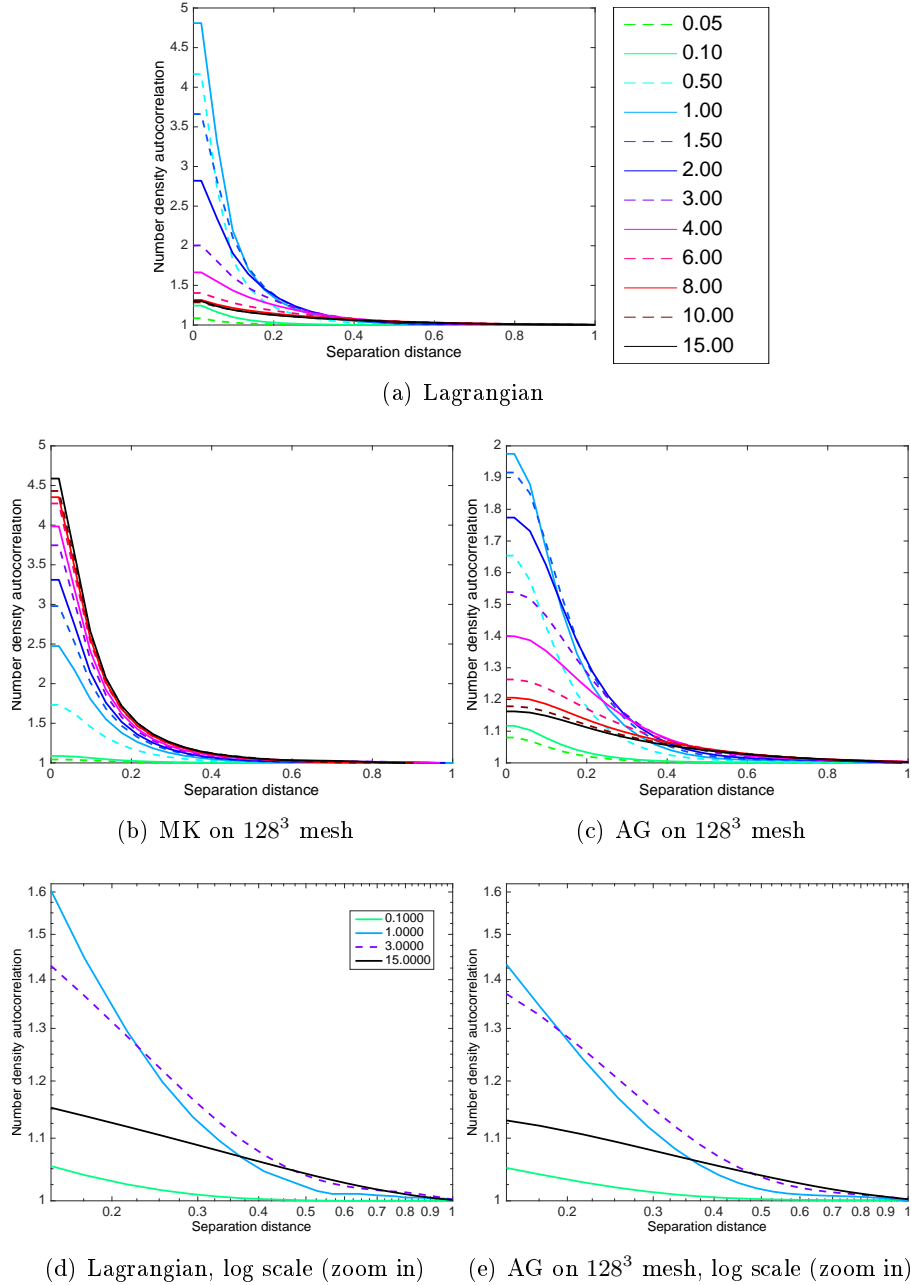 5
4.5
4
3.5
3
2.5
2
1.5
1
Number density autocorrelation
0 0.2 0.4 0.6 0.8 1
Separation distance
0.05
0.10
0.50
1.00
1.50
2.00
3.00
4.00
6.00
8.00
10.00
15.00
(a) Lagrangian
5
4.5
4
3.5
3
2.5
2
1.5
1
Number density autocorrelation
0 0.2 0.4 0.6 0.8 1
Separation distance
(b) MK on 128³ mesh
2
1.9
1.8
1.7
1.6
1.5
1.4
1.3
1.2
1.1
1
Number density autocorrelation
0 0.2 0.4 0.6 0.8 1
Separation distance
(c) AG on 128³ mesh
1.6
1.5
1.4
1.3
1.2
1.1
1
Number density autocorrelation
0.2 0.3 0.4 0.5 0.6 0.7 0.8 0.9 1
Separation distance
0.1000
1.0000
3.0000
15.0000
(d) Lagrangian, log scale (zoom in)
1.6
1.5
1.4
1.3
1.2
1.1
1
Number density autocorrelation
0.2 0.3 0.4 0.5 0.6 0.7 0.8 0.9 1
Separation distance
(e) AG on 128³ mesh, log scale (zoom in)